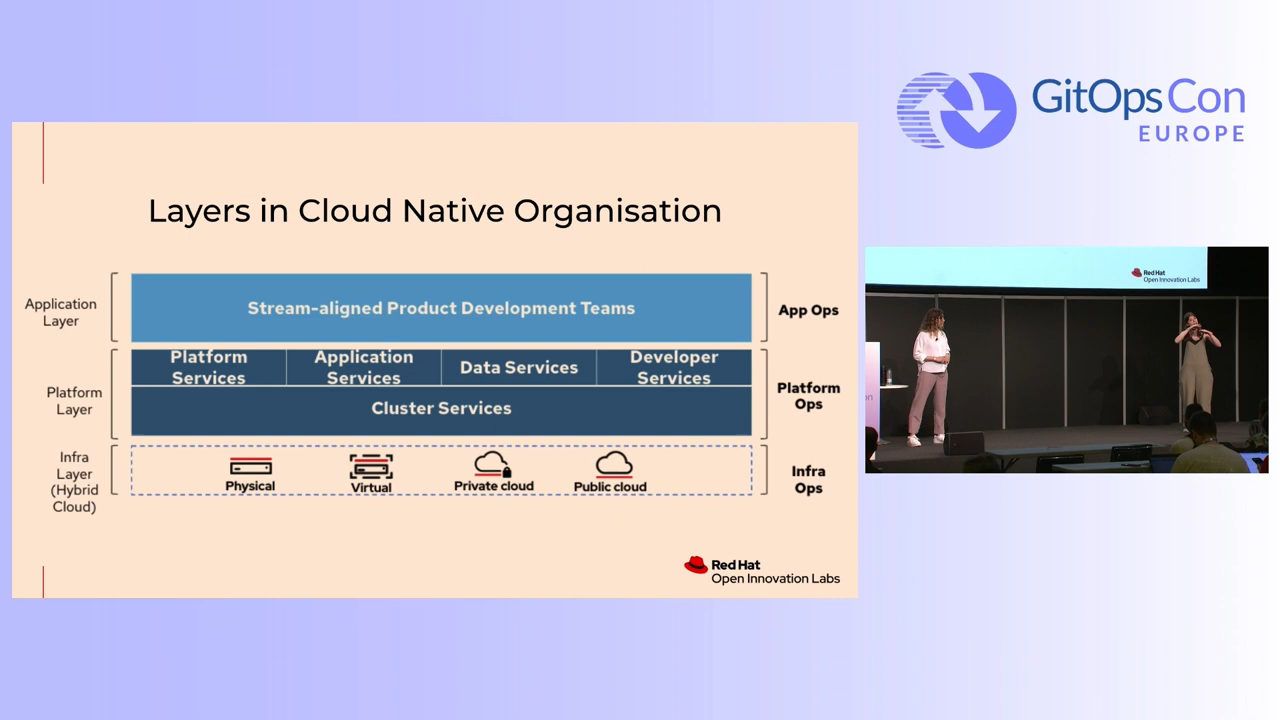 GitOpsCon
EUROPE
Layers in Cloud Native Organisation
Application
Layer
Stream-aligned Product Development Teams
App Ops
Platform
Layer
Platform
Services
Application
Services
Data Services
Developer
Services
Cluster Services
Platform
Ops
Infra
Layer
(Hybrid
Cloud)
Physical
Virtual
Private cloud
Public cloud
Infra
Ops
Red Hat
Open Innovation Labs
Red Hat
Open Innovation Labs